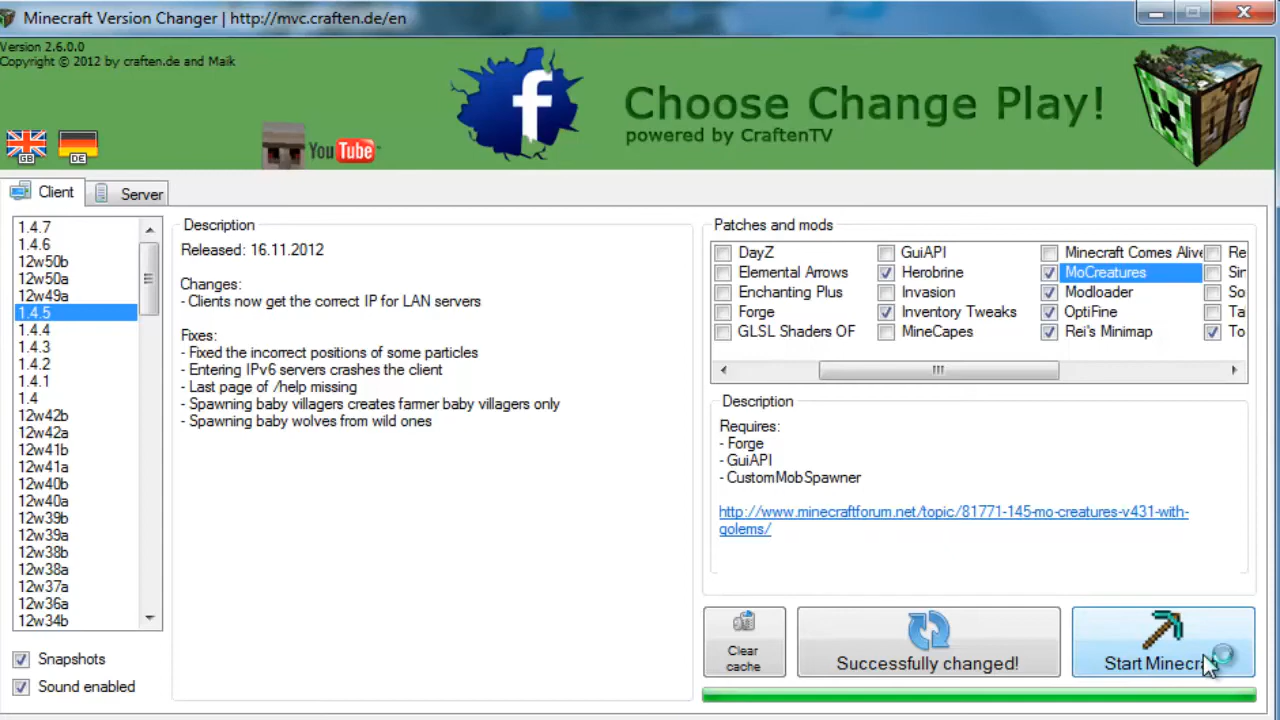 Minecraft Version Changer | http://mvc.craften.de/en
Version 2.6.0.0
Copyright © 2012 by craften.de and Maik
f
Choose Change Play!
powered by CraftenTV
GB
DE
YouTube
Client
Server
1.4.7
1.4.6
12w50b
12w50a
12w49a
1.4.5
1.4.4
1.4.3
1.4.2
1.4.1
1.4
12w42b
12w42a
12w41b
12w41a
12w40b
12w40a
12w39b
12w39a
12w38b
12w38a
12w37a
12w36a
12w34b
Snapshots
Sound enabled
Description
Released: 16.11.2012
Changes:
- Clients now get the correct IP for LAN servers
Fixes:
- Fixed the incorrect positions of some particles
- Entering IPv6 servers crashes the client
- Last page of /help missing
- Spawning baby villagers creates farmer baby villagers only
- Spawning baby wolves from wild ones
Patches and mods
DayZ
Elemental Arrows
Enchanting Plus
Forge
GLSL Shaders OF
GuiAPI
Herobrine
Invasion
Inventory Tweaks
MineCapes
Minecraft Comes Alive
MoCreatures
Modloader
OptiFine
Rei's Minimap
Re
So
Ta
To
Description
Requires:
- Forge
- GuiAPI
- CustomMobSpawner
http://www.minecraftforum.net/topic/81771-145-mo-creatures-v431-with-
golems/
Clear
cache
Successfully changed!
Start Minecra